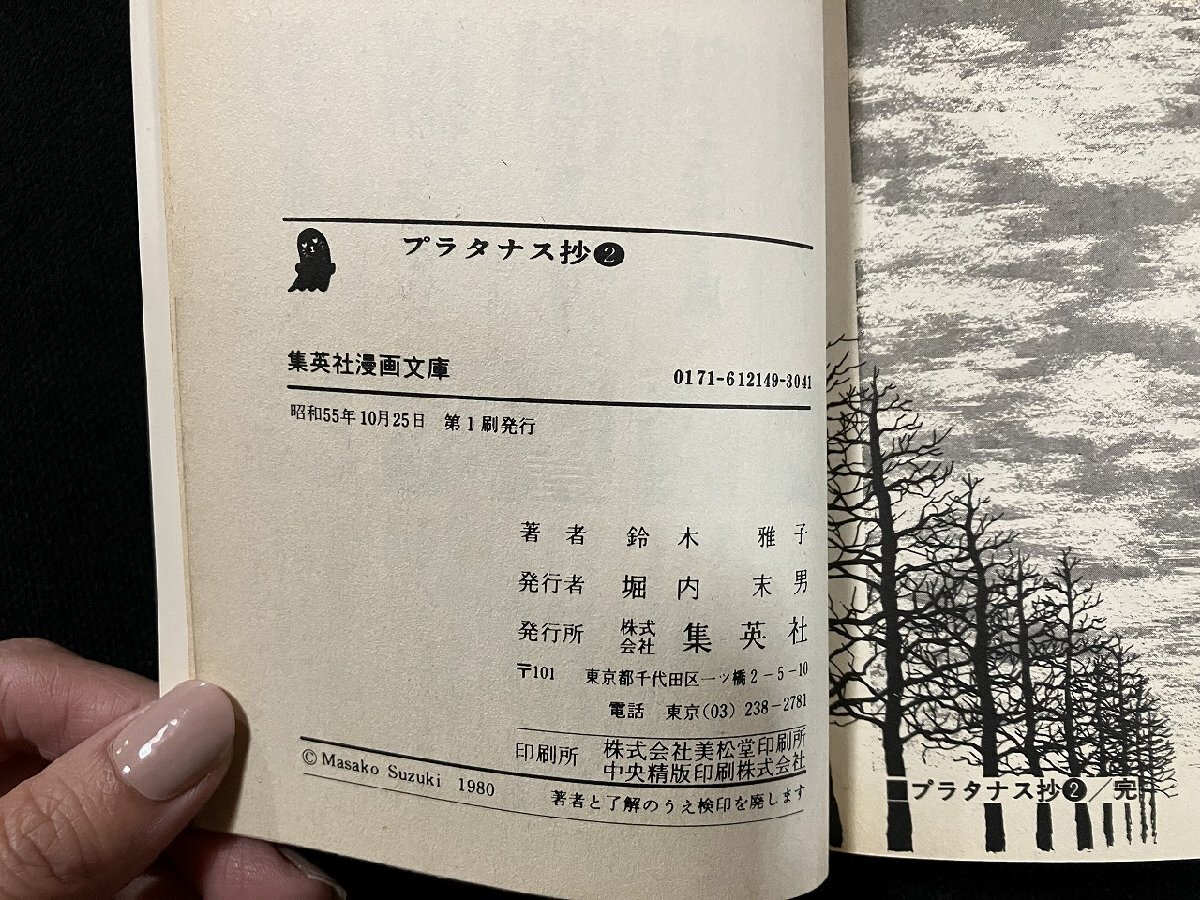 プラタナス抄❷
集英社漫画文庫
0171-612149-3041
昭和55年10月25日 第1刷発行
著者 鈴木 雅子
発行者 堀内 末男
発行所 株式会社 集英社
〒101 東京都千代田区一ツ橋2-5-10
電話 東京(03)238-2781
印刷所 株式会社美松堂印刷所
中央精版印刷株式会社
© Masako Suzuki 1980
著者と了解のうえ検印を廃します
■プラタナス抄❷/完